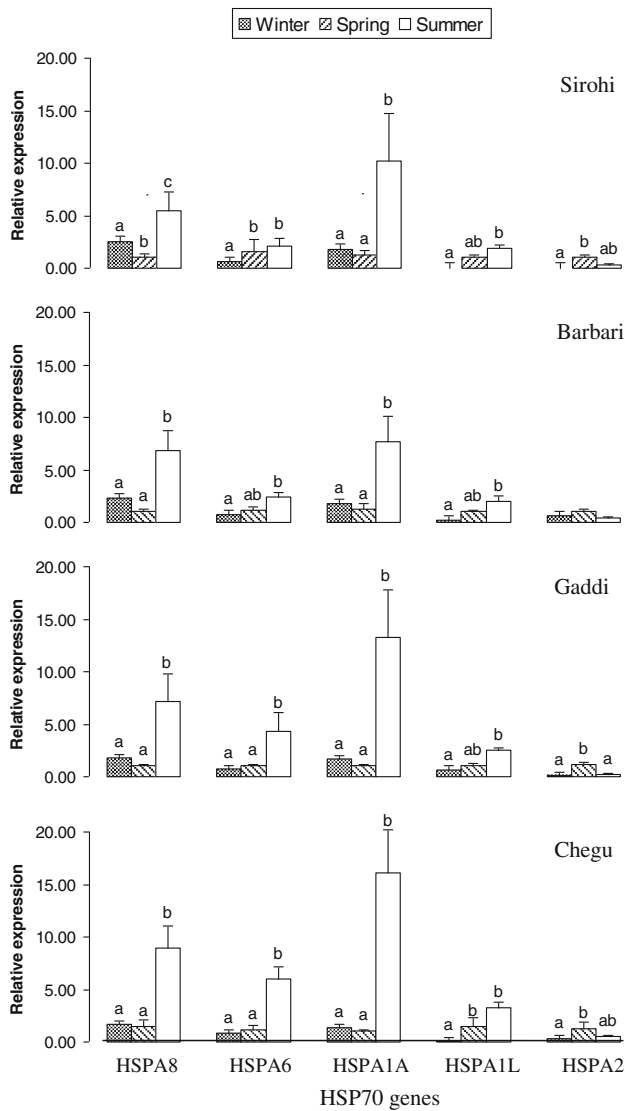 Winter Spring Summer
Sirohi
Relative expression
20.00
15.00
10.00
5.00
0.00
a b c
a b b
a a b
a ab b
a b ab
Barbari
Relative expression
20.00
15.00
10.00
5.00
0.00
a a b
a ab b
a a b
a ab b
Gaddi
Relative expression
20.00
15.00
10.00
5.00
0.00
a a b
a a b
a a b
a ab b
a b a
Chegu
Relative expression
20.00
15.00
10.00
5.00
0.00
a a b
a a b
a a b
a b b
a b ab
HSPA8 HSPA6 HSPA1A HSPA1L HSPA2
HSP70 genes